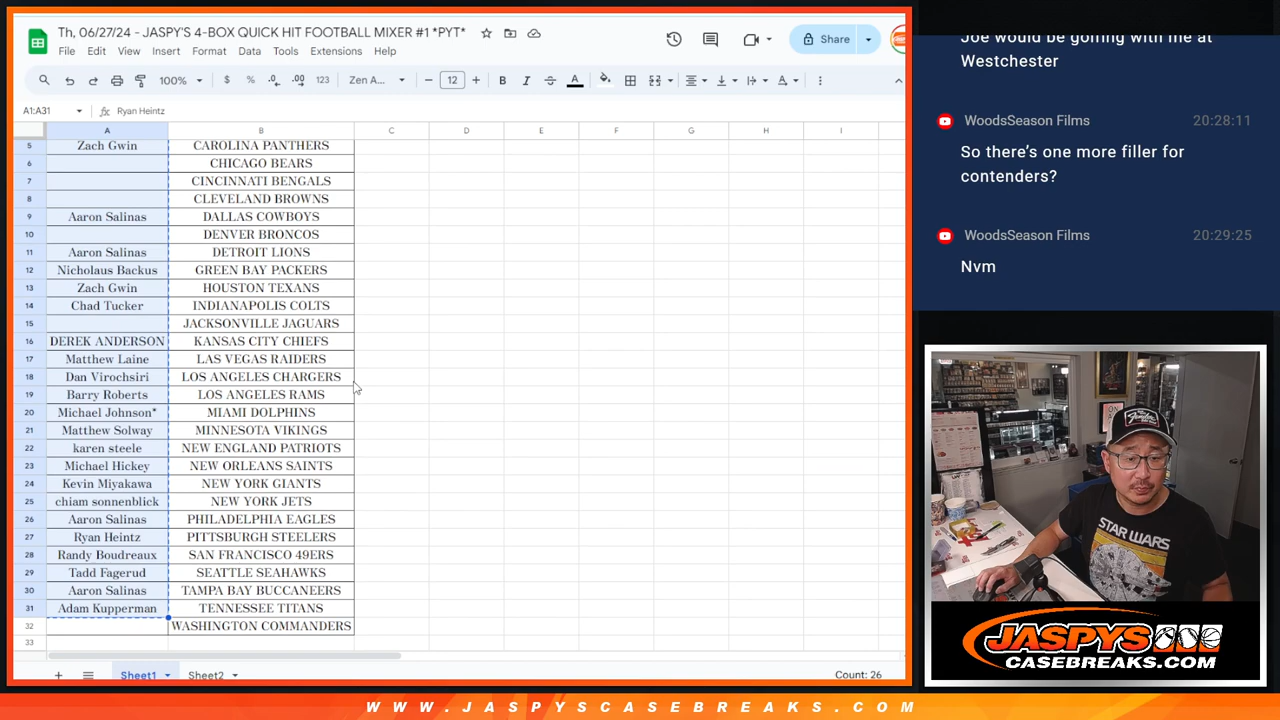 Th, 06/27/24 - JASPY'S 4-BOX QUICK HIT FOOTBALL MIXER #1 *PYT*
File Edit View Insert Format Data Tools Extensions Help
Share
100% $ % .0 .00 123 Zen A... 12 B I A
A1:A31 fx Ryan Heintz
A B C D E F G H I
5 Zach Gwin CAROLINA PANTHERS
6 CHICAGO BEARS
7 CINCINNATI BENGALS
8 CLEVELAND BROWNS
9 Aaron Salinas DALLAS COWBOYS
10 DENVER BRONCOS
11 Aaron Salinas DETROIT LIONS
12 Nicholaus Backus GREEN BAY PACKERS
13 Zach Gwin HOUSTON TEXANS
14 Chad Tucker INDIANAPOLIS COLTS
15 JACKSONVILLE JAGUARS
16 DEREK ANDERSON KANSAS CITY CHIEFS
17 Matthew Laine LAS VEGAS RAIDERS
18 Dan Virochsiri LOS ANGELES CHARGERS
19 Barry Roberts LOS ANGELES RAMS
20 Michael Johnson* MIAMI DOLPHINS
21 Matthew Solway MINNESOTA VIKINGS
22 karen steele NEW ENGLAND PATRIOTS
23 Michael Hickey NEW ORLEANS SAINTS
24 Kevin Miyakawa NEW YORK GIANTS
25 chiam sonnenblick NEW YORK JETS
26 Aaron Salinas PHILADELPHIA EAGLES
27 Ryan Heintz PITTSBURGH STEELERS
28 Randy Boudreaux SAN FRANCISCO 49ERS
29 Tadd Fagerud SEATTLE SEAHAWKS
30 Aaron Salinas TAMPA BAY BUCCANEERS
31 Adam Kupperman TENNESSEE TITANS
32 WASHINGTON COMMANDERS
33
Sheet1 Sheet2 Count: 26
Joe would be golfing with me at
Westchester
WoodsSeason Films 20:28:11
So there's one more filler for
contenders?
WoodsSeason Films 20:29:25
Nvm
Fender
STAR WARS
JASPYS
CASEBREAKS.COM
WWW.JASPYSCASEBREAKS.COM